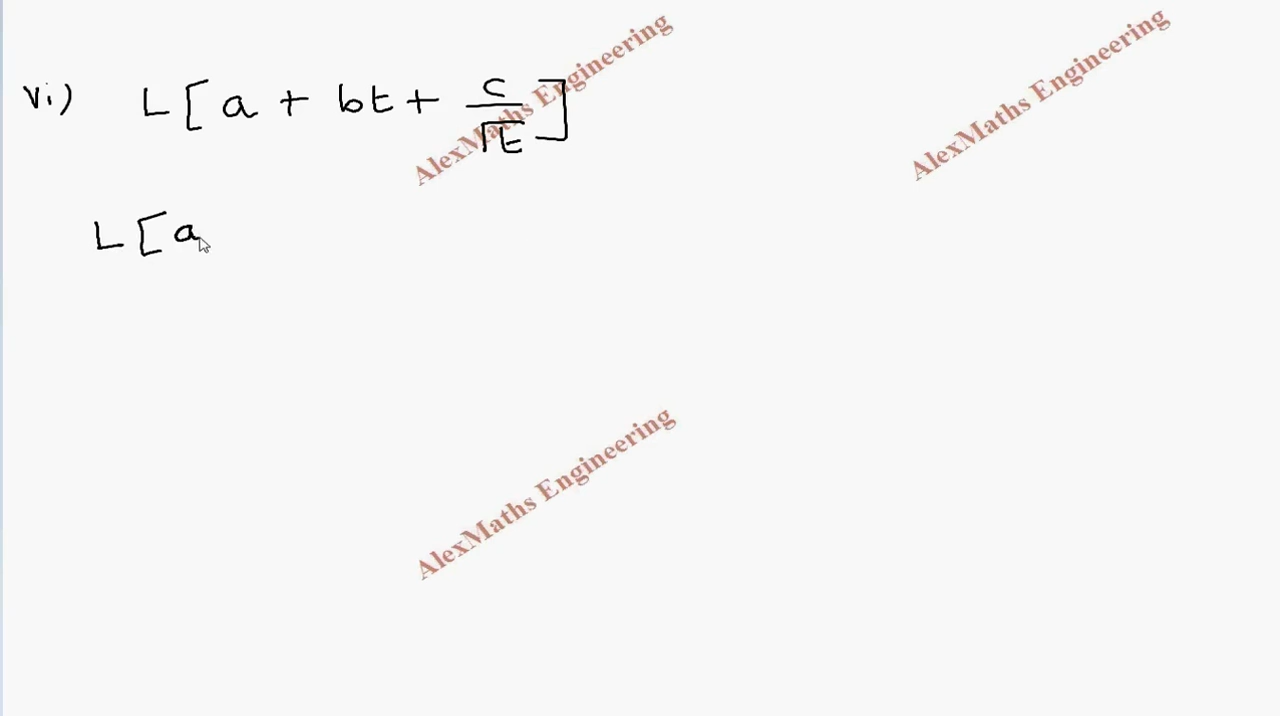 vi) L[a + bt + c/√t]
L[a
AlexMaths Engineering
AlexMaths Engineering
AlexMaths Engineering